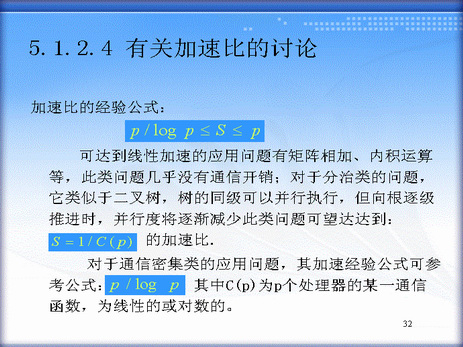 5.1.2.4 有关加速比的讨论
加速比的经验公式:
p / log p ≤ S ≤ p
可达到线性加速的应用问题有矩阵相加、内积运算
等，此类问题几乎没有通信开销；对于分治类的问题，
它类似于二叉树，树的同级可以并行执行，但向根逐级
推进时，并行度将逐渐减少此类问题可望达达到：
S = 1 / C ( p ) 的加速比.
对于通信密集类的应用问题，其加速经验公式可参
考公式: p / log p 其中C(p)为p个处理器的某一通信
函数，为线性的或对数的。
32